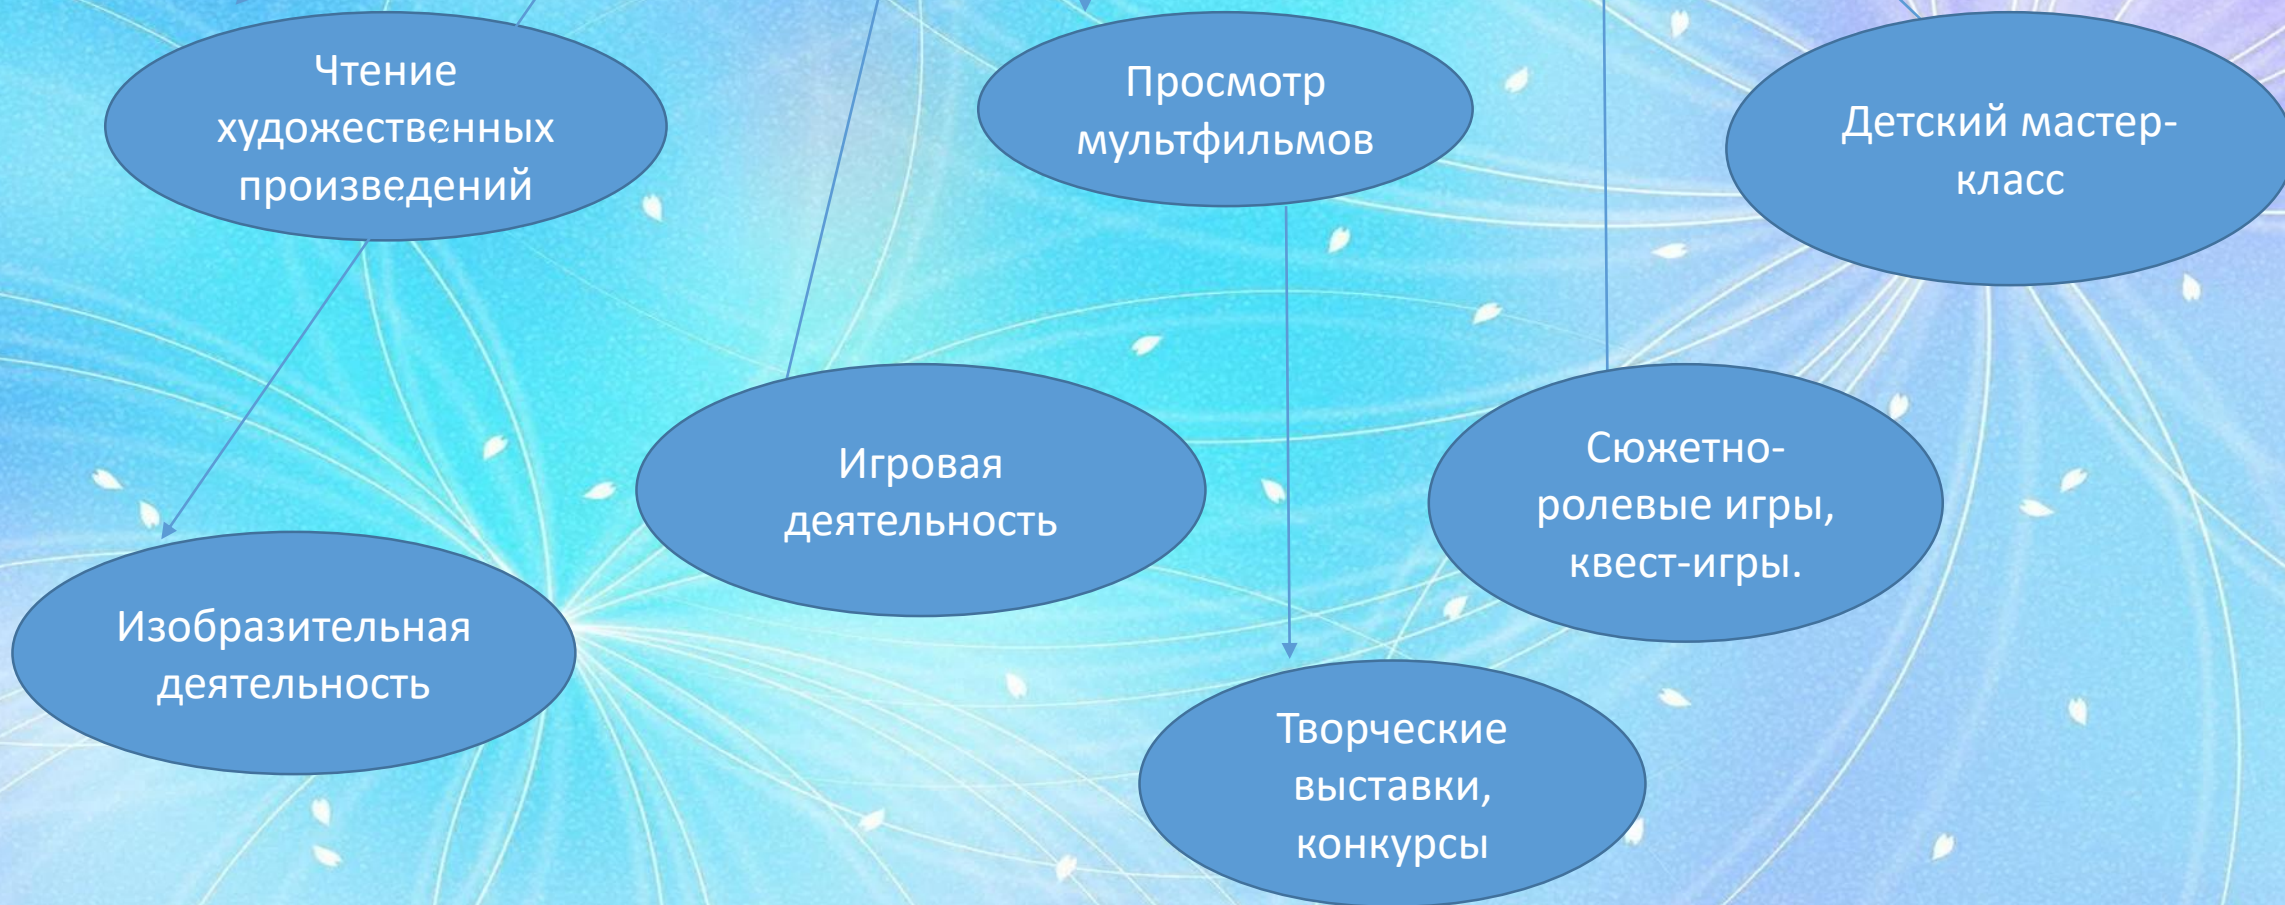 Чтение
художественных
произведений
Просмотр
мультфильмов
Детский мастер-
класс
Игровая
деятельность
Сюжетно-
ролевые игры,
квест-игры.
Изобразительная
деятельность
Творческие
выставки,
конкурсы